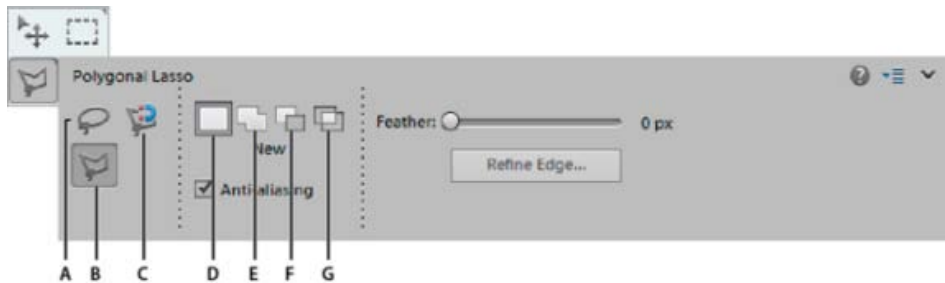 Polygonal Lasso
Feather: 0 px
New
Refine Edge...
Anti-aliasing
A B C D E F G